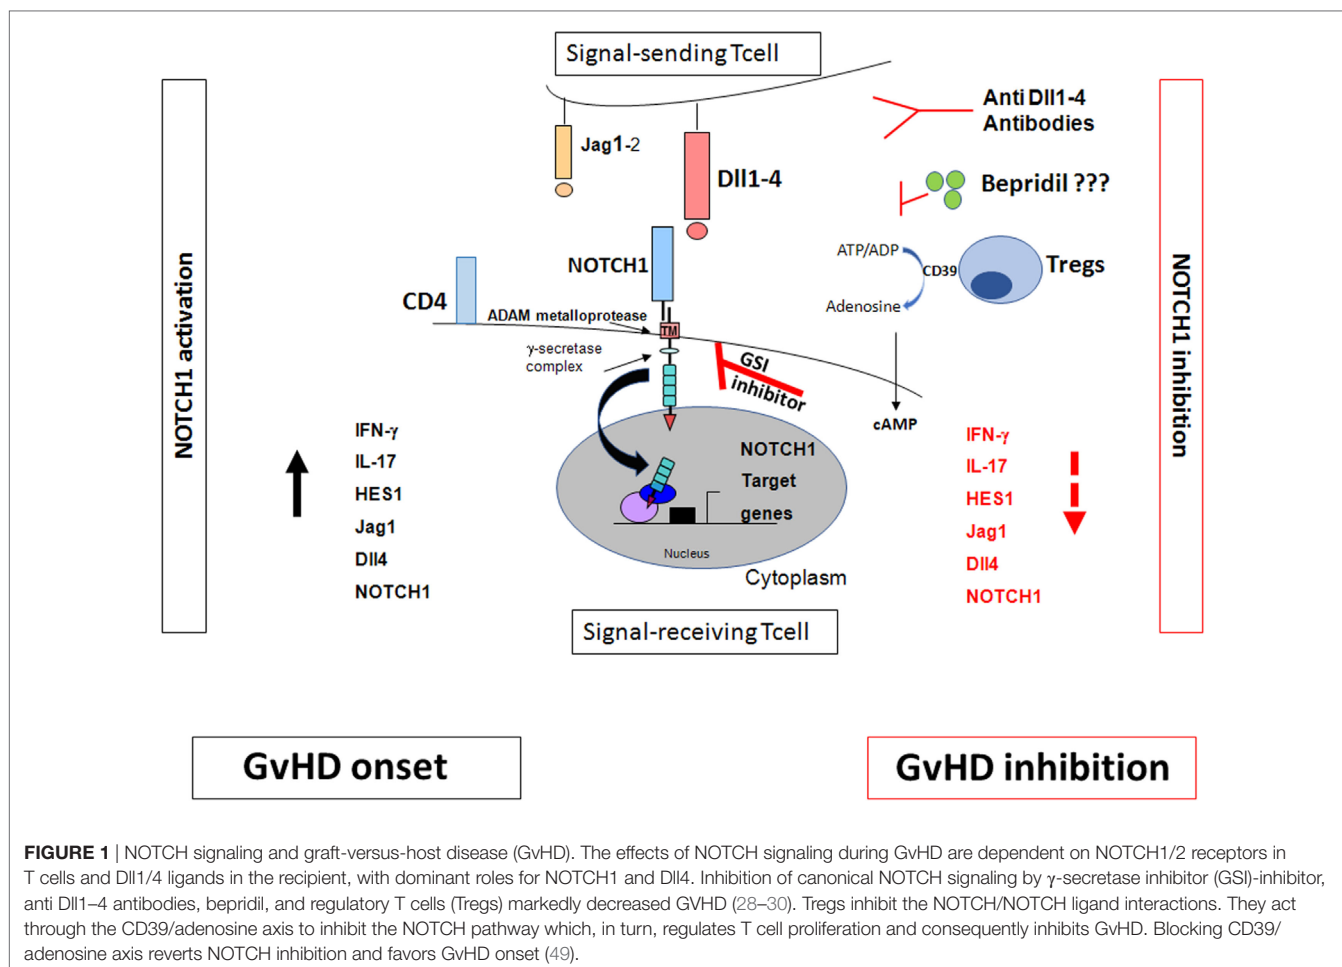 Signal-sending Tcell
Anti Dll1-4
Antibodies
Jag1-2
Dll1-4
Bepridil ???
NOTCH1 activation
NOTCH1
ATP/ADP
CD39
Tregs
CD4
Adenosine
ADAM metalloprotease
TM
γ-secretase
complex
GSI
inhibitor
NOTCH1 inhibition
cAMP
IFN-γ
IL-17
HES1
Jag1
Dll4
NOTCH1
NOTCH1
Target
genes
Nucleus
Cytoplasm
IFN-γ
IL-17
HES1
Jag1
Dll4
NOTCH1
Signal-receiving Tcell
GvHD onset
GvHD inhibition
FIGURE 1 | NOTCH signaling and graft-versus-host disease (GvHD). The effects of NOTCH signaling during GvHD are dependent on NOTCH1/2 receptors in
T cells and Dll1/4 ligands in the recipient, with dominant roles for NOTCH1 and Dll4. Inhibition of canonical NOTCH signaling by γ-secretase inhibitor (GSI)-inhibitor,
anti Dll1–4 antibodies, bepridil, and regulatory T cells (Tregs) markedly decreased GVHD (28–30). Tregs inhibit the NOTCH/NOTCH ligand interactions. They act
through the CD39/adenosine axis to inhibit the NOTCH pathway which, in turn, regulates T cell proliferation and consequently inhibits GvHD. Blocking CD39/
adenosine axis reverts NOTCH inhibition and favors GvHD onset (49).